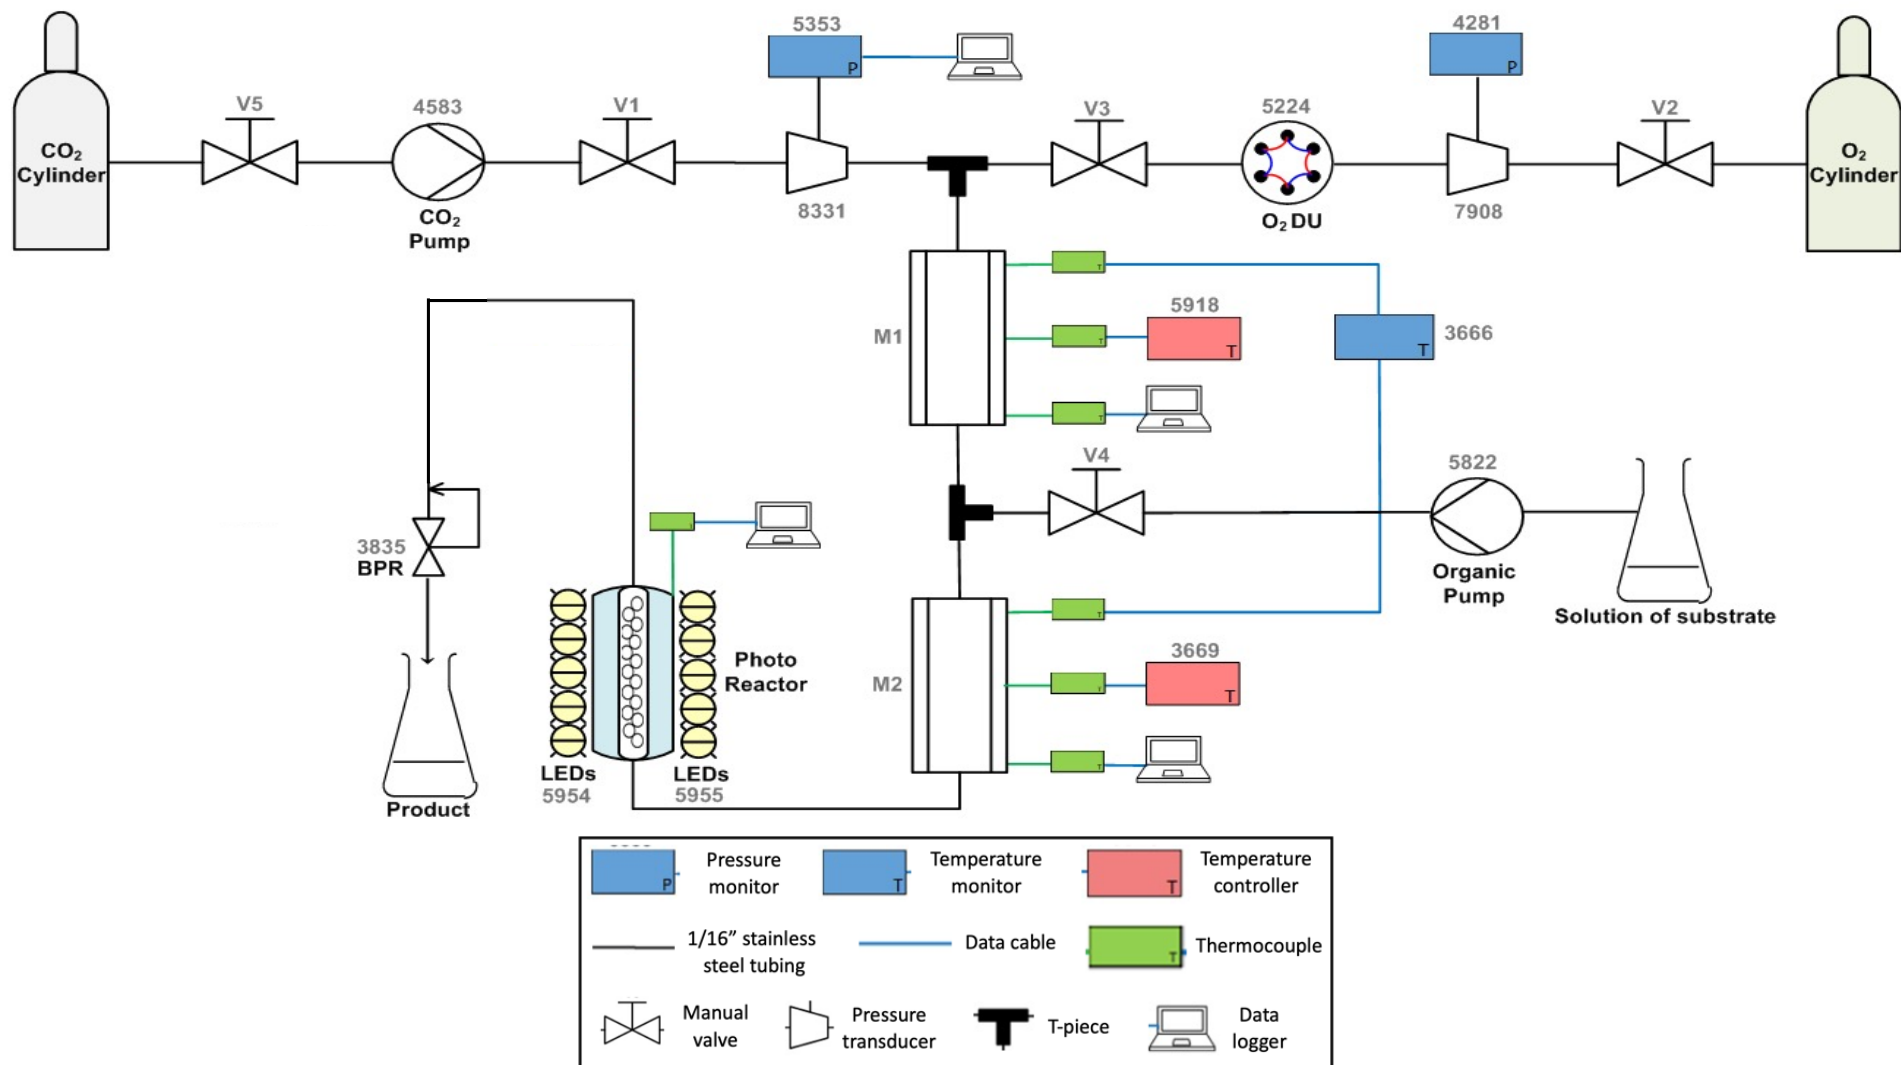 5353
4281
V5
4583
V1
P
V3
5224
P
V2
CO₂
Cylinder
O₂
Cylinder
CO₂
Pump
8331
O₂ DU
7908
T
5918
M1
T
T
T
3666
T
V4
5822
3835
BPR
Organic
Pump
Solution of substrate
T
Photo
Reactor
3669
M2
T
T
LEDs
5954
LEDs
5955
T
Product
P
Pressure
monitor
T
Temperature
monitor
T
Temperature
controller
1/16” stainless
steel tubing
Data cable
T
Thermocouple
Manual
valve
Pressure
transducer
T-piece
Data
logger